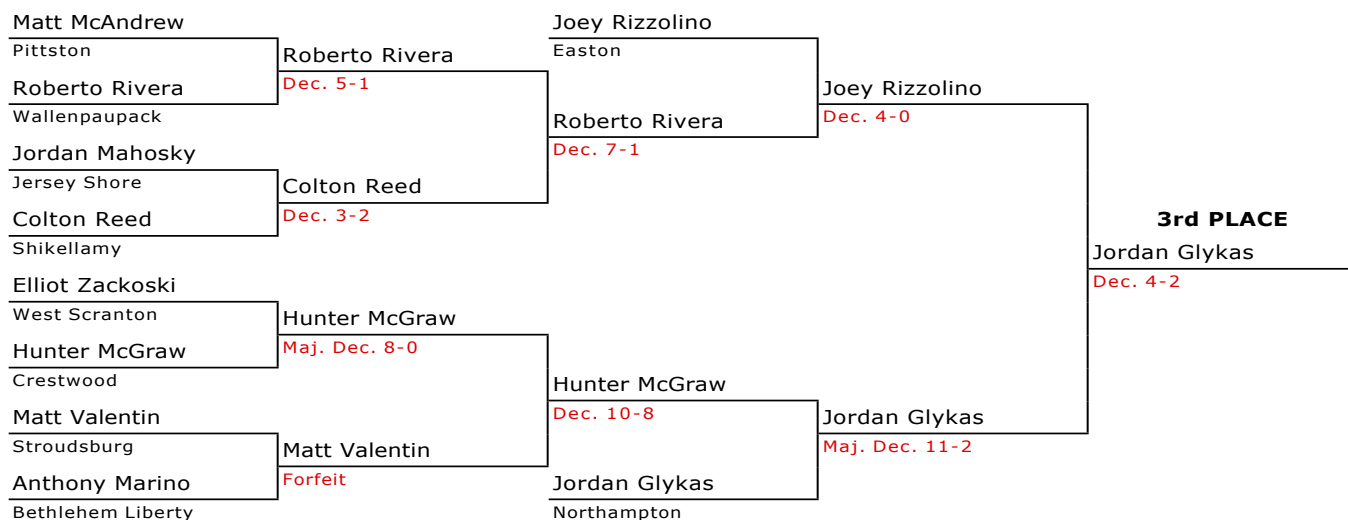 Matt McAndrew
Pittston
Roberto Rivera
Wallenpaupack
Jordan Mahosky
Jersey Shore
Colton Reed
Shikellamy
Elliot Zackoski
West Scranton
Hunter McGraw
Crestwood
Matt Valentin
Stroudsburg
Anthony Marino
Bethlehem Liberty
Roberto Rivera
Dec. 5-1
Colton Reed
Dec. 3-2
Hunter McGraw
Maj. Dec. 8-0
Matt Valentin
Forfeit
Joey Rizzolino
Easton
Roberto Rivera
Dec. 7-1
Hunter McGraw
Dec. 10-8
Jordan Glykas
Northampton
Joey Rizzolino
Dec. 4-0
Jordan Glykas
Maj. Dec. 11-2
3rd PLACE
Jordan Glykas
Dec. 4-2